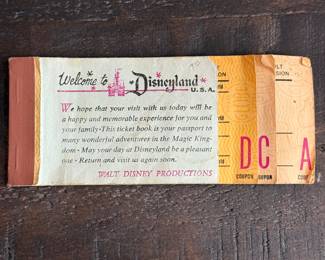 Welcome to Disneyland
U.S.A.
We hope that your visit with us today will be
a happy and memorable experience for you and
your family · This ticket book is your passport to
many wonderful adventures in the Magic King-
dom · May your day at Disneyland be a pleasant
one · Return and visit us again soon.
WALT DISNEY PRODUCTIONS
D
C
A
COUPON
COUPON
COUPON